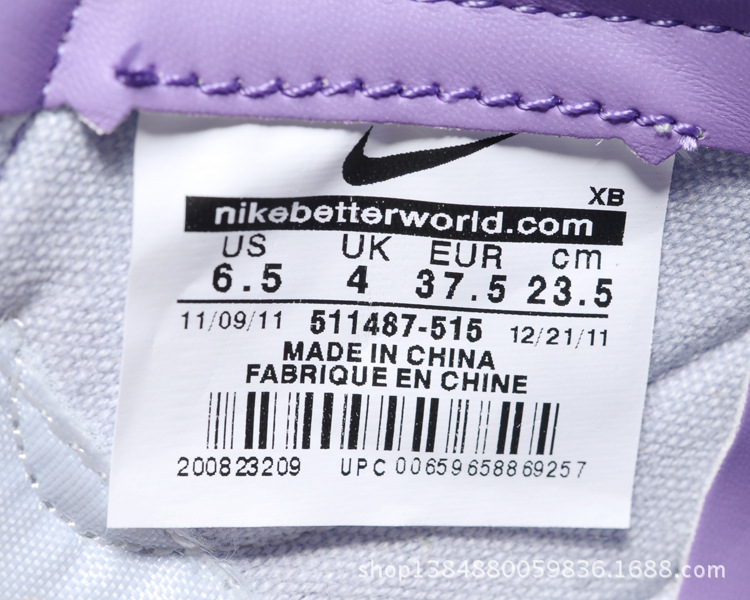 XB
nikebetterworld.com
US UK EUR cm
6.5 4 37.5 23.5
11/09/11 511487-515 12/21/11
MADE IN CHINA
FABRIQUE EN CHINE
200823209 UPC 00659658869257
shop1384880059836.1688.com